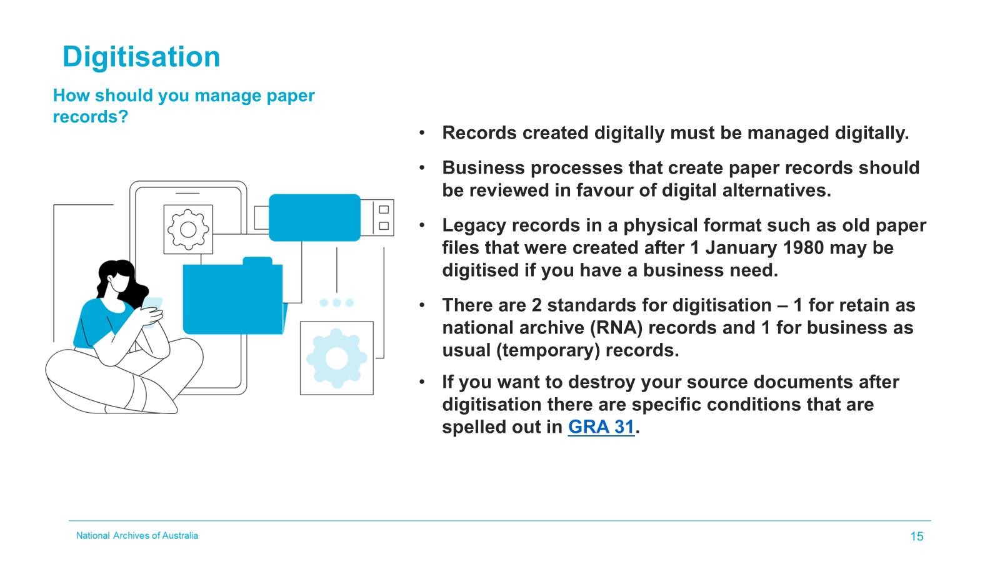 Digitisation
How should you manage paper
records?
• Records created digitally must be managed digitally.
• Business processes that create paper records should
be reviewed in favour of digital alternatives.
• Legacy records in a physical format such as old paper
files that were created after 1 January 1980 may be
digitised if you have a business need.
• There are 2 standards for digitisation – 1 for retain as
national archive (RNA) records and 1 for business as
usual (temporary) records.
• If you want to destroy your source documents after
digitisation there are specific conditions that are
spelled out in GRA 31.
National Archives of Australia
15